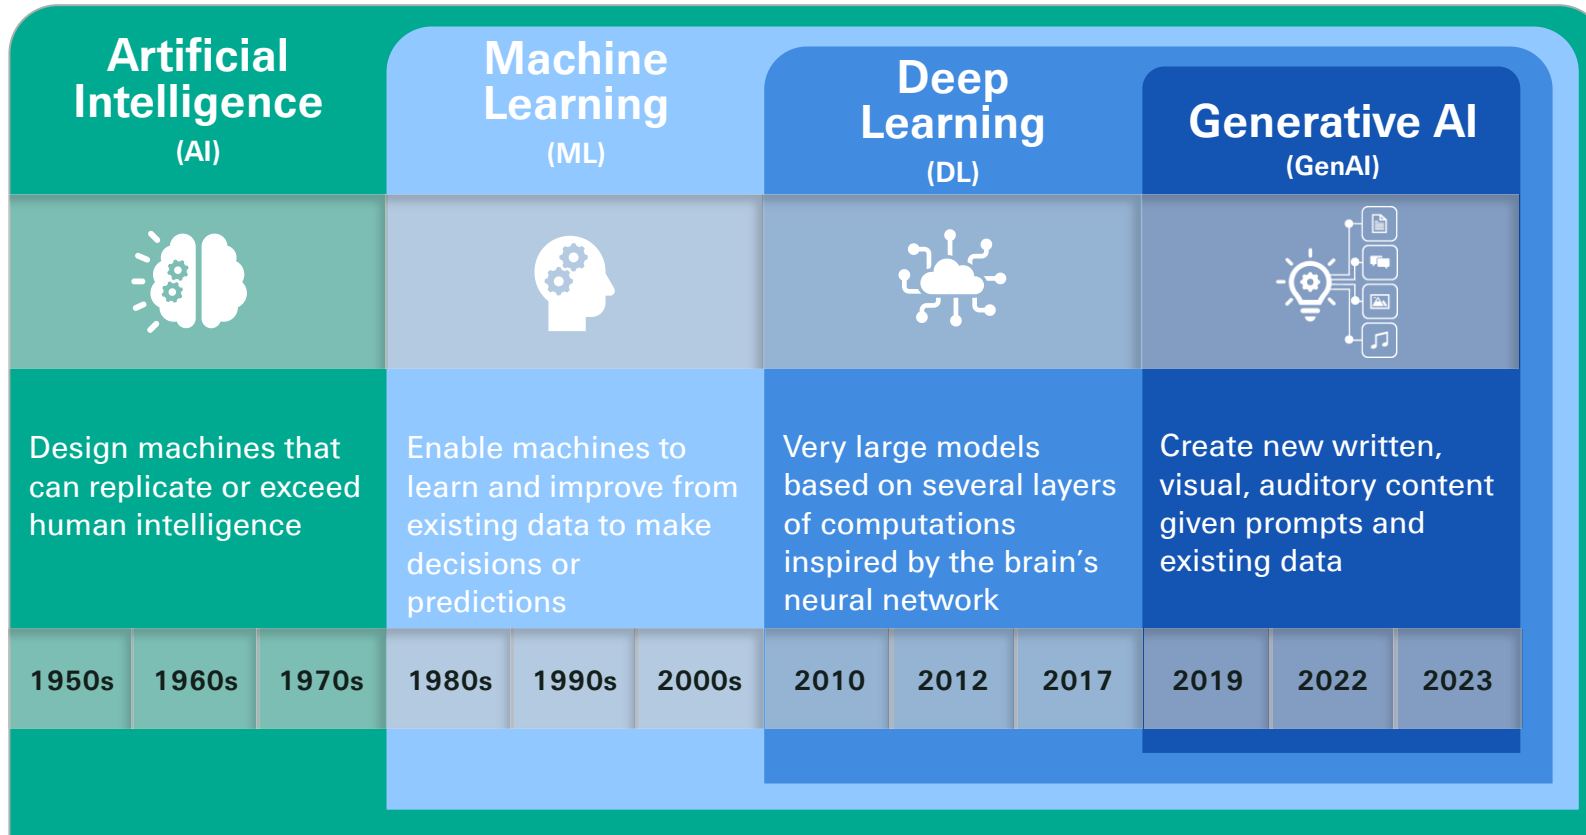 Artificial
Intelligence
(AI)
Machine
Learning
(ML)
Deep
Learning
(DL)
Generative AI
(GenAI)
Design machines that
can replicate or exceed
human intelligence
Enable machines to
learn and improve from
existing data to make
decisions or
predictions
Very large models
based on several layers
of computations
inspired by the brain’s
neural network
Create new written,
visual, auditory content
given prompts and
existing data
1950s 1960s 1970s 1980s 1990s 2000s 2010 2012 2017 2019 2022 2023